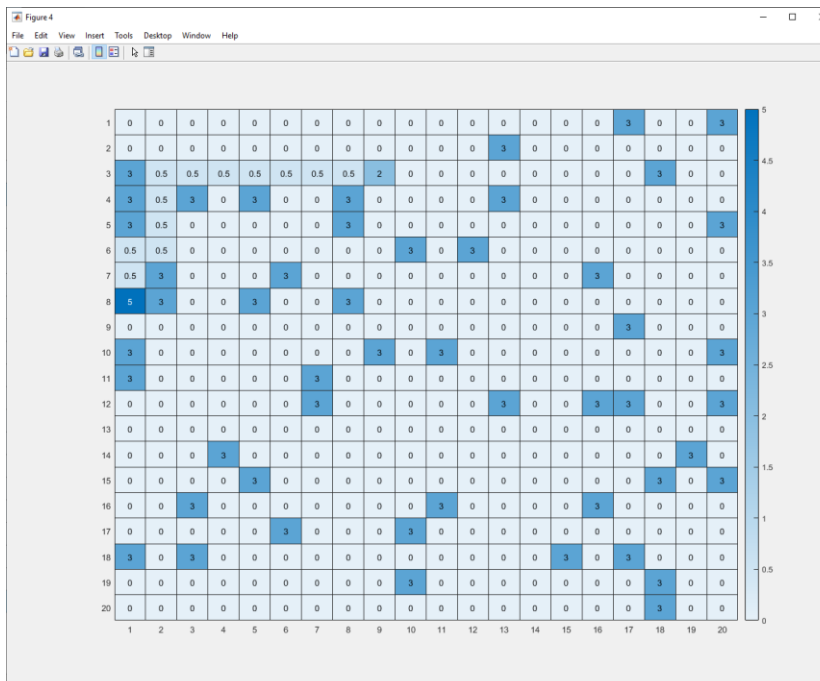 Figure 4
File Edit View Insert Tools Desktop Window Help
1 0 0 0 0 0 0 0 0 0 0 0 0 0 0 0 0 3 0 0 3
2 0 0 0 0 0 0 0 0 0 0 0 0 3 0 0 0 0 0 0 0
3 3 0.5 0.5 0.5 0.5 0.5 0.5 0.5 2 0 0 0 0 0 0 0 0 3 0 0
4 3 0.5 3 0 3 0 0 3 0 0 0 0 3 0 0 0 0 0 0 0
5 3 0.5 0 0 0 0 0 3 0 0 0 0 0 0 0 0 0 0 0 3
6 0.5 0.5 0 0 0 0 0 0 0 3 0 3 0 0 0 0 0 0 0 0
7 0.5 3 0 0 0 3 0 0 0 0 0 0 0 0 0 3 0 0 0 0
8 5 3 0 0 3 0 0 3 0 0 0 0 0 0 0 0 0 0 0 0
9 0 0 0 0 0 0 0 0 0 0 0 0 0 0 0 0 3 0 0 0
10 3 0 0 0 0 0 0 0 3 0 3 0 0 0 0 0 0 0 0 3
11 3 0 0 0 0 0 3 0 0 0 0 0 0 0 0 0 0 0 0 0
12 0 0 0 0 0 0 3 0 0 0 0 0 3 0 0 3 3 0 0 3
13 0 0 0 0 0 0 0 0 0 0 0 0 0 0 0 0 0 0 0 0
14 0 0 0 3 0 0 0 0 0 0 0 0 0 0 0 0 0 0 3 0
15 0 0 0 0 3 0 0 0 0 0 0 0 0 0 0 0 0 3 0 3
16 0 0 3 0 0 0 0 0 0 0 3 0 0 0 0 3 0 0 0 0
17 0 0 0 0 0 3 0 0 0 3 0 0 0 0 0 0 0 0 0 0
18 3 0 3 0 0 0 0 0 0 0 0 0 0 0 3 0 3 0 0 0
19 0 0 0 0 0 0 0 0 0 3 0 0 0 0 0 0 0 3 0 0
20 0 0 0 0 0 0 0 0 0 0 0 0 0 0 0 0 0 3 0 0
1 2 3 4 5 6 7 8 9 10 11 12 13 14 15 16 17 18 19 20
5
4.5
4
3.5
3
2.5
2
1.5
1
0.5
0